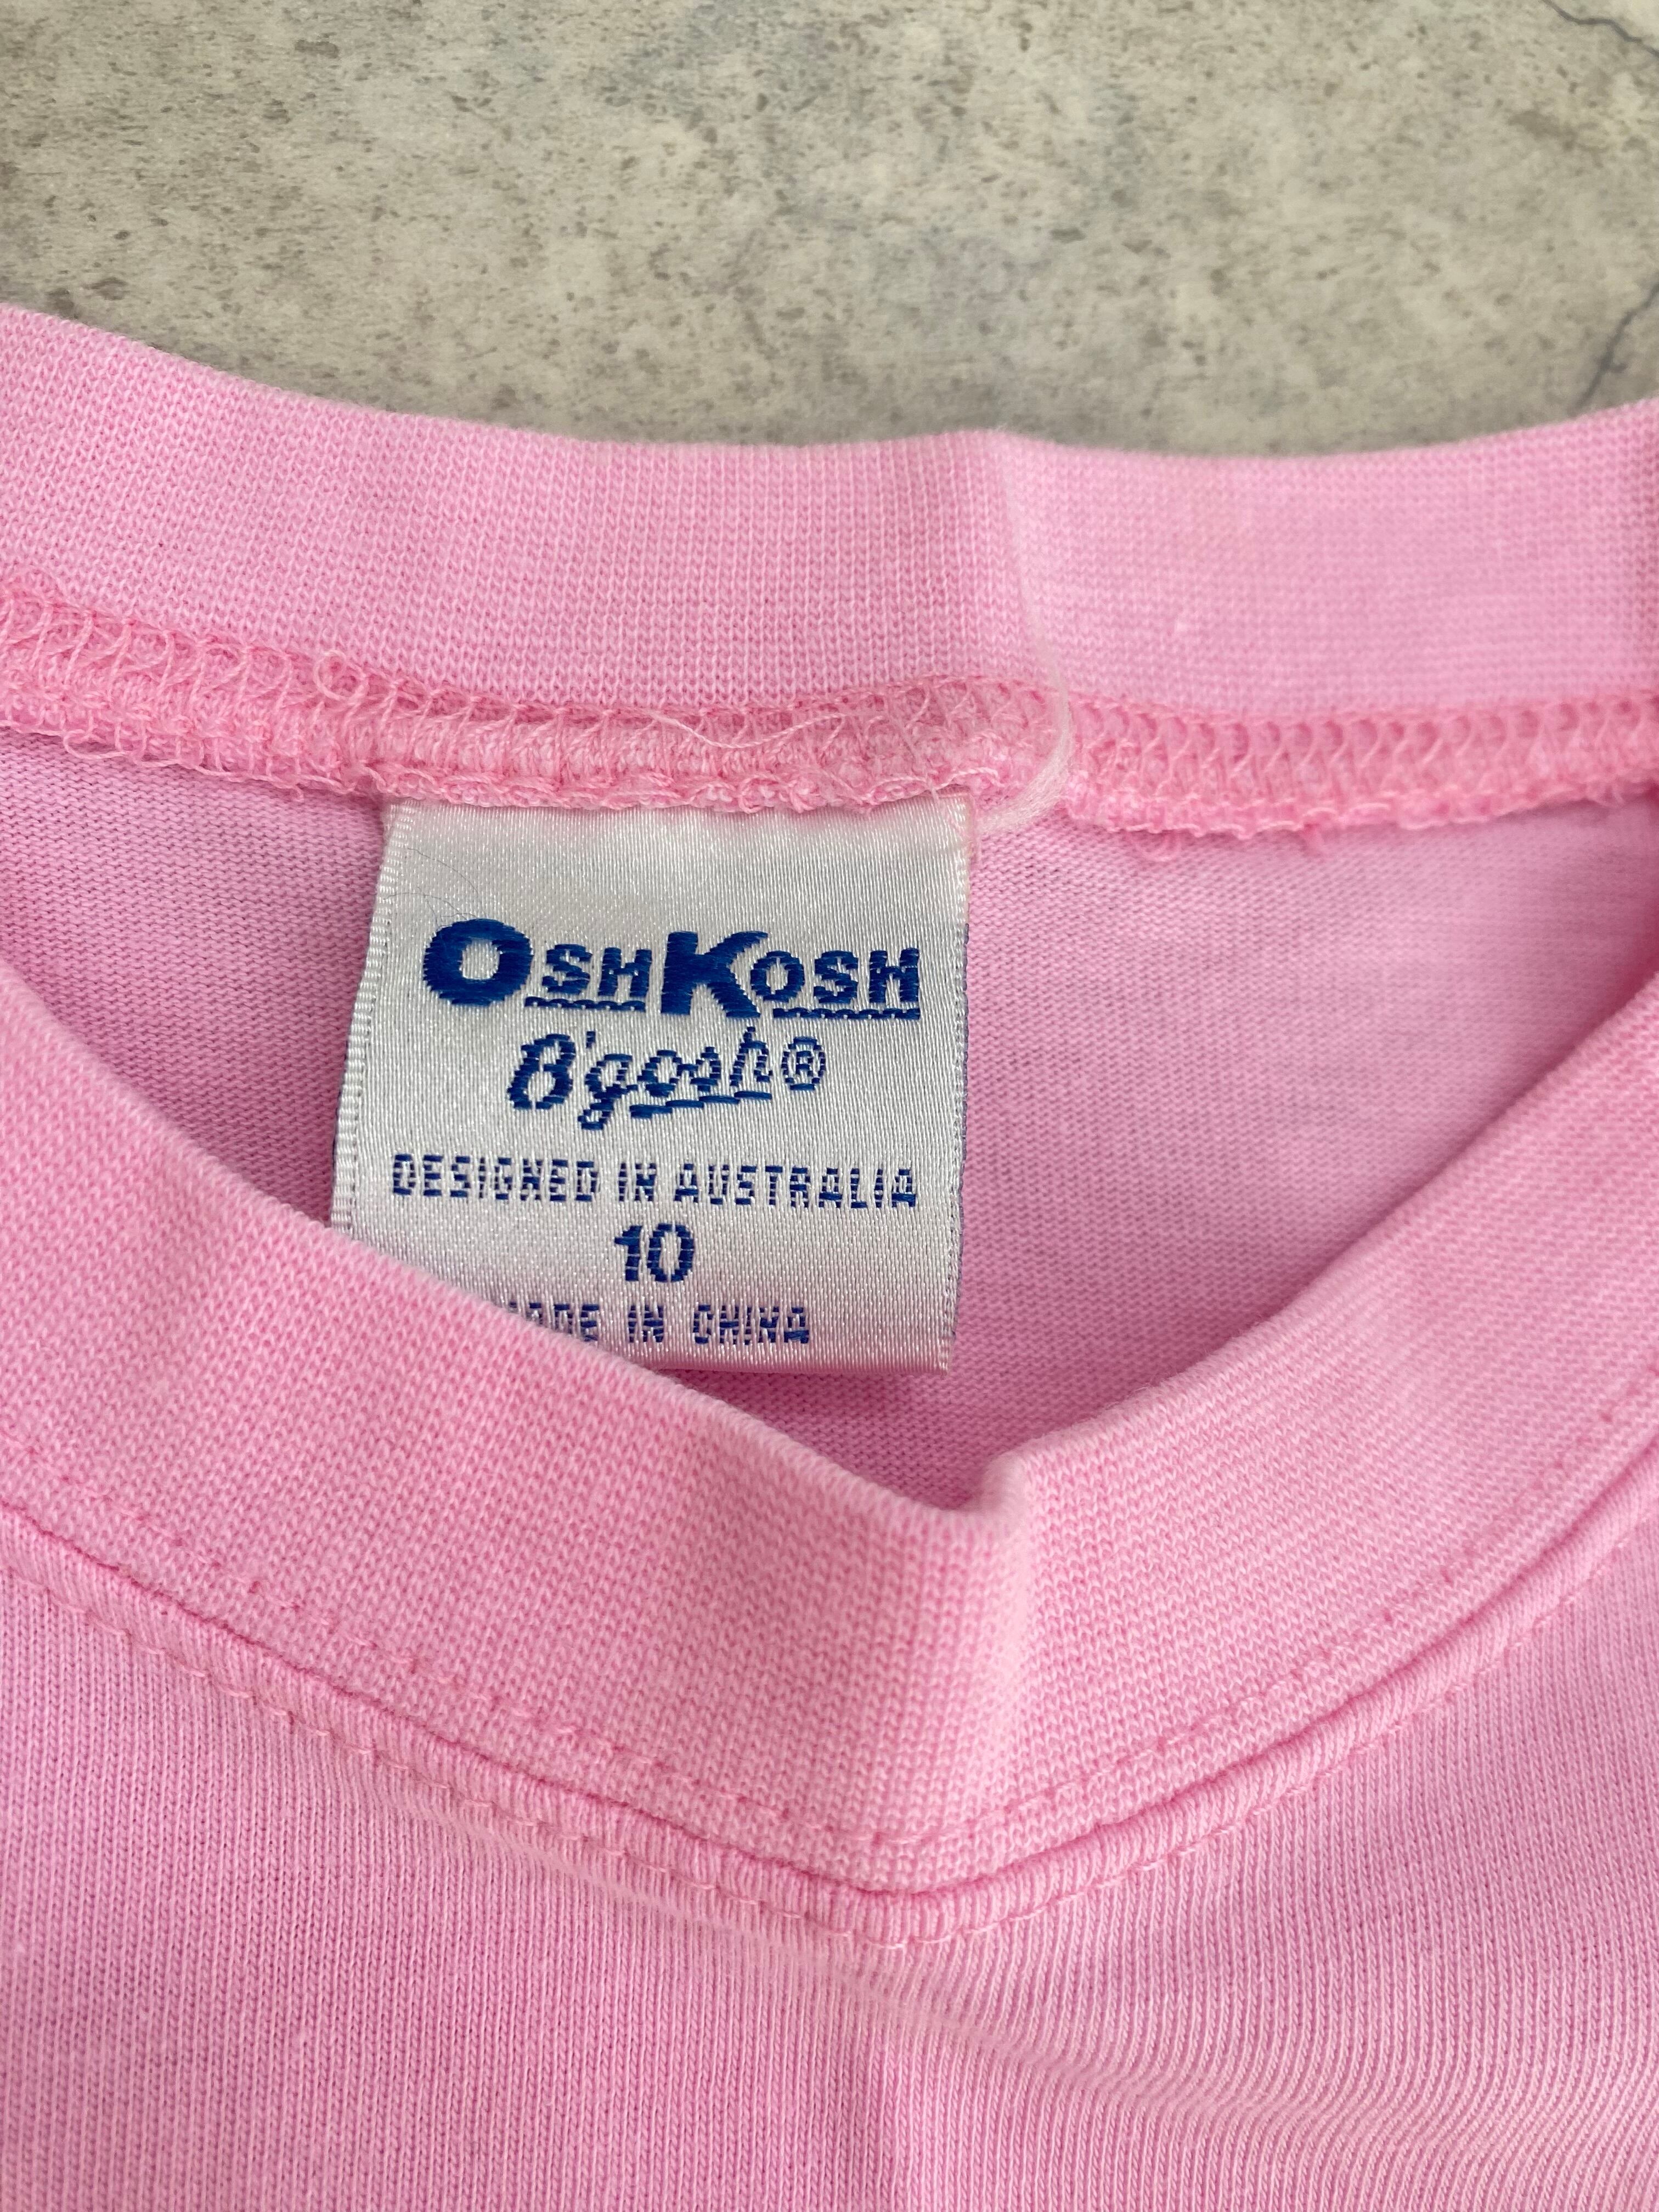 OSHKOSH
B'gosh®
DESIGNED IN AUSTRALIA
10
MADE IN CHINA